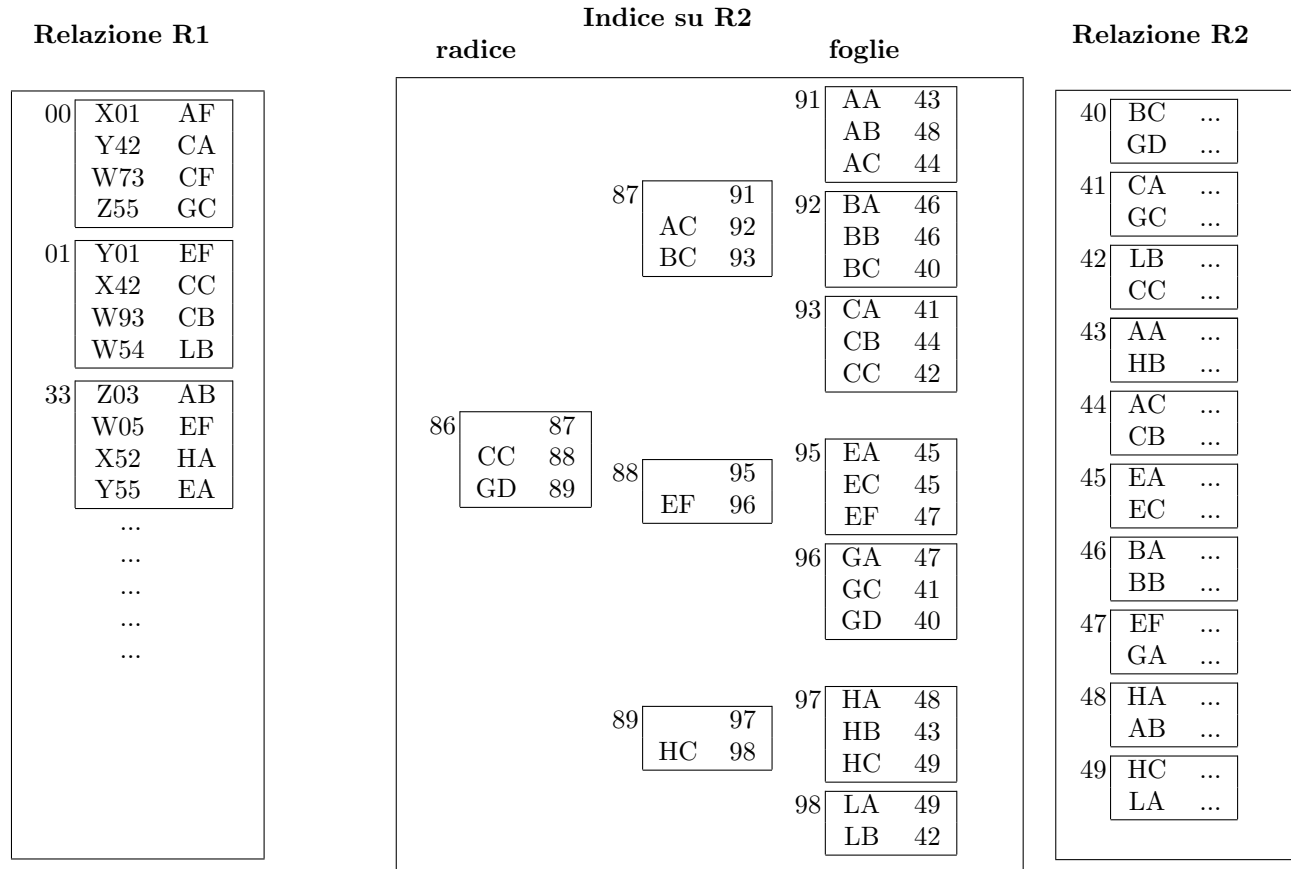 Relazione R1
Indice su R2
radice foglie
Relazione R2
00 X01 AF
Y42 CA
W73 CF
Z55 GC
01 Y01 EF
X42 CC
W93 CB
W54 LB
33 Z03 AB
W05 EF
X52 HA
Y55 EA
...
...
...
...
...
86 87
CC 88
GD 89
87 91
AC 92
BC 93
88 95
EF 96
89 97
HC 98
91 AA 43
AB 48
AC 44
92 BA 46
BB 46
BC 40
93 CA 41
CB 44
CC 42
95 EA 45
EC 45
EF 47
96 GA 47
GC 41
GD 40
97 HA 48
HB 43
HC 49
98 LA 49
LB 42
40 BC ...
GD ...
41 CA ...
GC ...
42 LB ...
CC ...
43 AA ...
HB ...
44 AC ...
CB ...
45 EA ...
EC ...
46 BA ...
BB ...
47 EF ...
GA ...
48 HA ...
AB ...
49 HC ...
LA ...